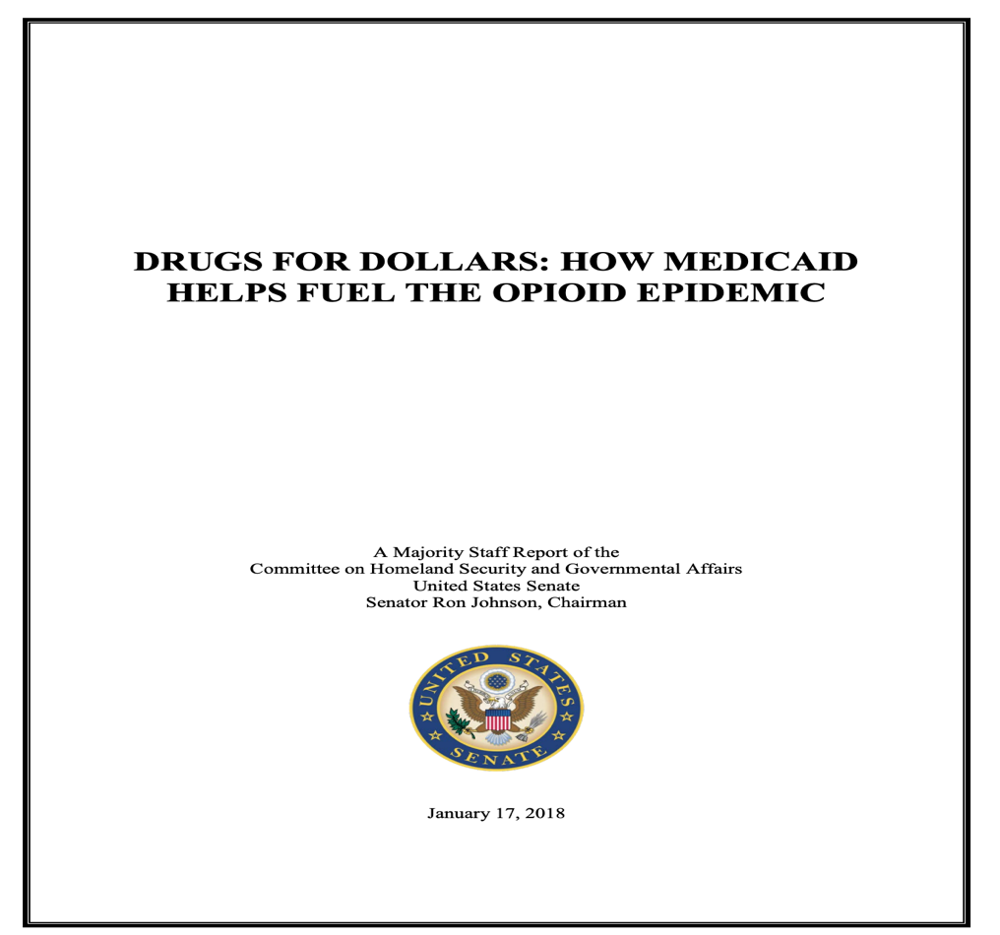 DRUGS FOR DOLLARS: HOW MEDICAID
HELPS FUEL THE OPIOID EPIDEMIC
A Majority Staff Report of the
Committee on Homeland Security and Governmental Affairs
United States Senate
Senator Ron Johnson, Chairman
UNITED STATES
SENATE
January 17, 2018